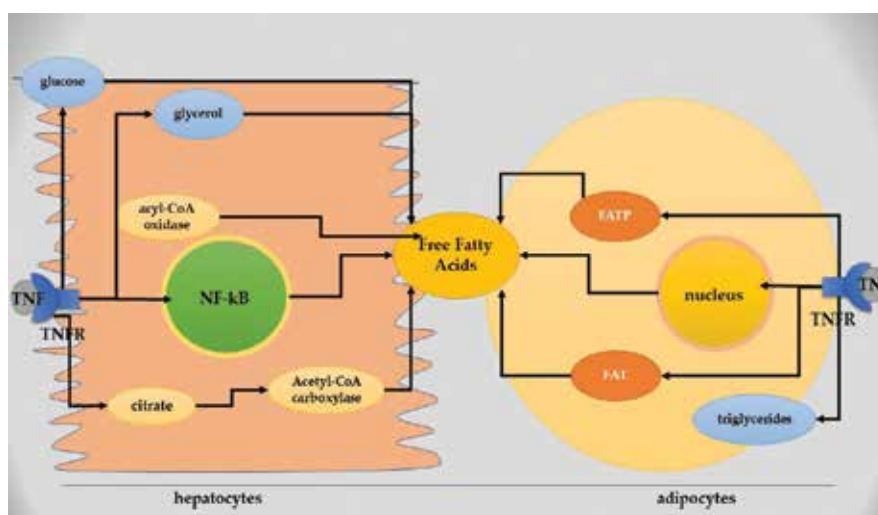 glucose
glycerol
acyl-CoA
oxidase
FATP
Free Fatty
Acids
TNF
NF-kB
nucleus
TNFR
TNFR
Acetyl-CoA
carboxylase
citrate
FAT
triglycerides
hepatocytes
adipocytes